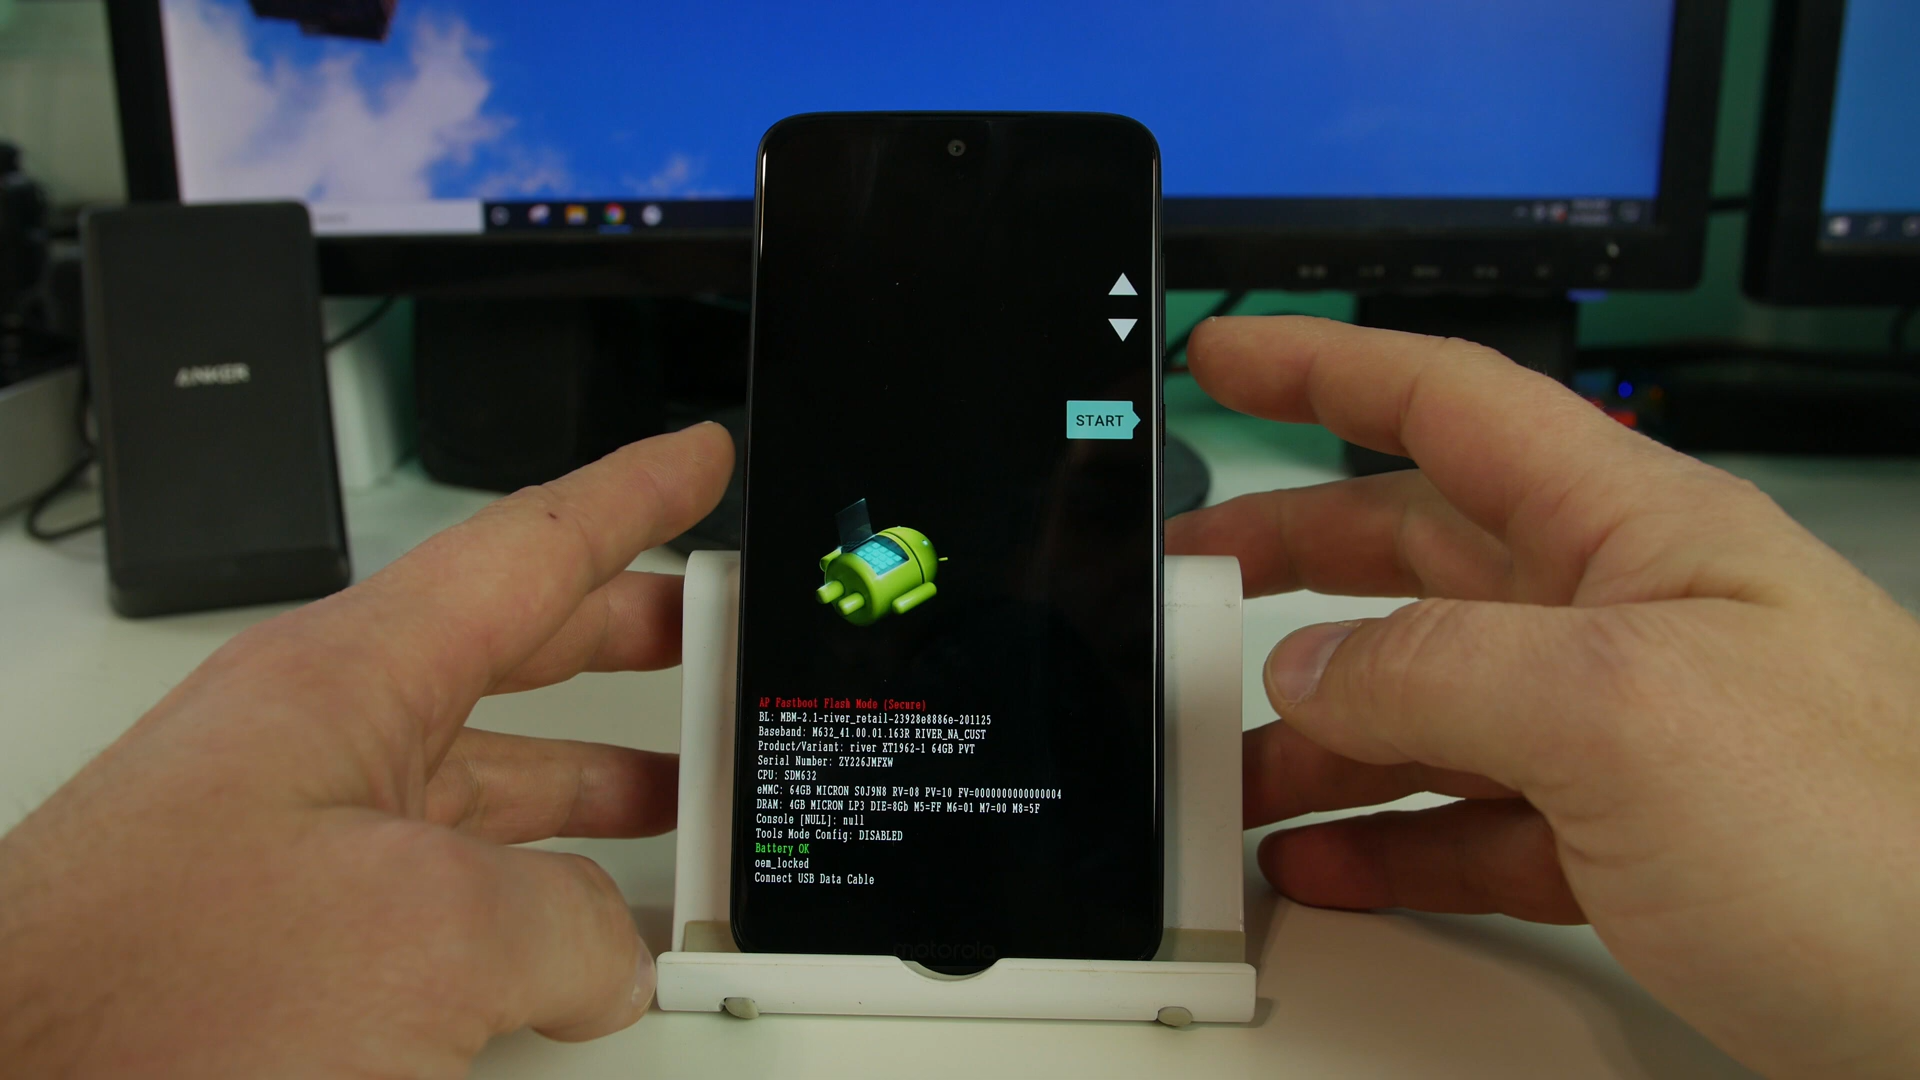 ANKER
START
AP Fastboot Flash Mode (Secure)
BL: MBM-2.1-river_retail-23928e8886e-201125
Baseband: M632_41.00.01.163R RIVER_NA_CUST
Product/Variant: river XT1962-1 64GB PVT
Serial Number: ZY226JMFXW
CPU: SDM632
eMMC: 64GB MICRON S0J9N8 RV=08 PV=10 FV=0000000000000004
DRAM: 4GB MICRON LP3 DIE=8Gb M5=FF M6=01 M7=00 M8=5F
Console [NULL]: null
Tools Mode Config: DISABLED
Battery OK
oem_locked
Connect USB Data Cable
motorola